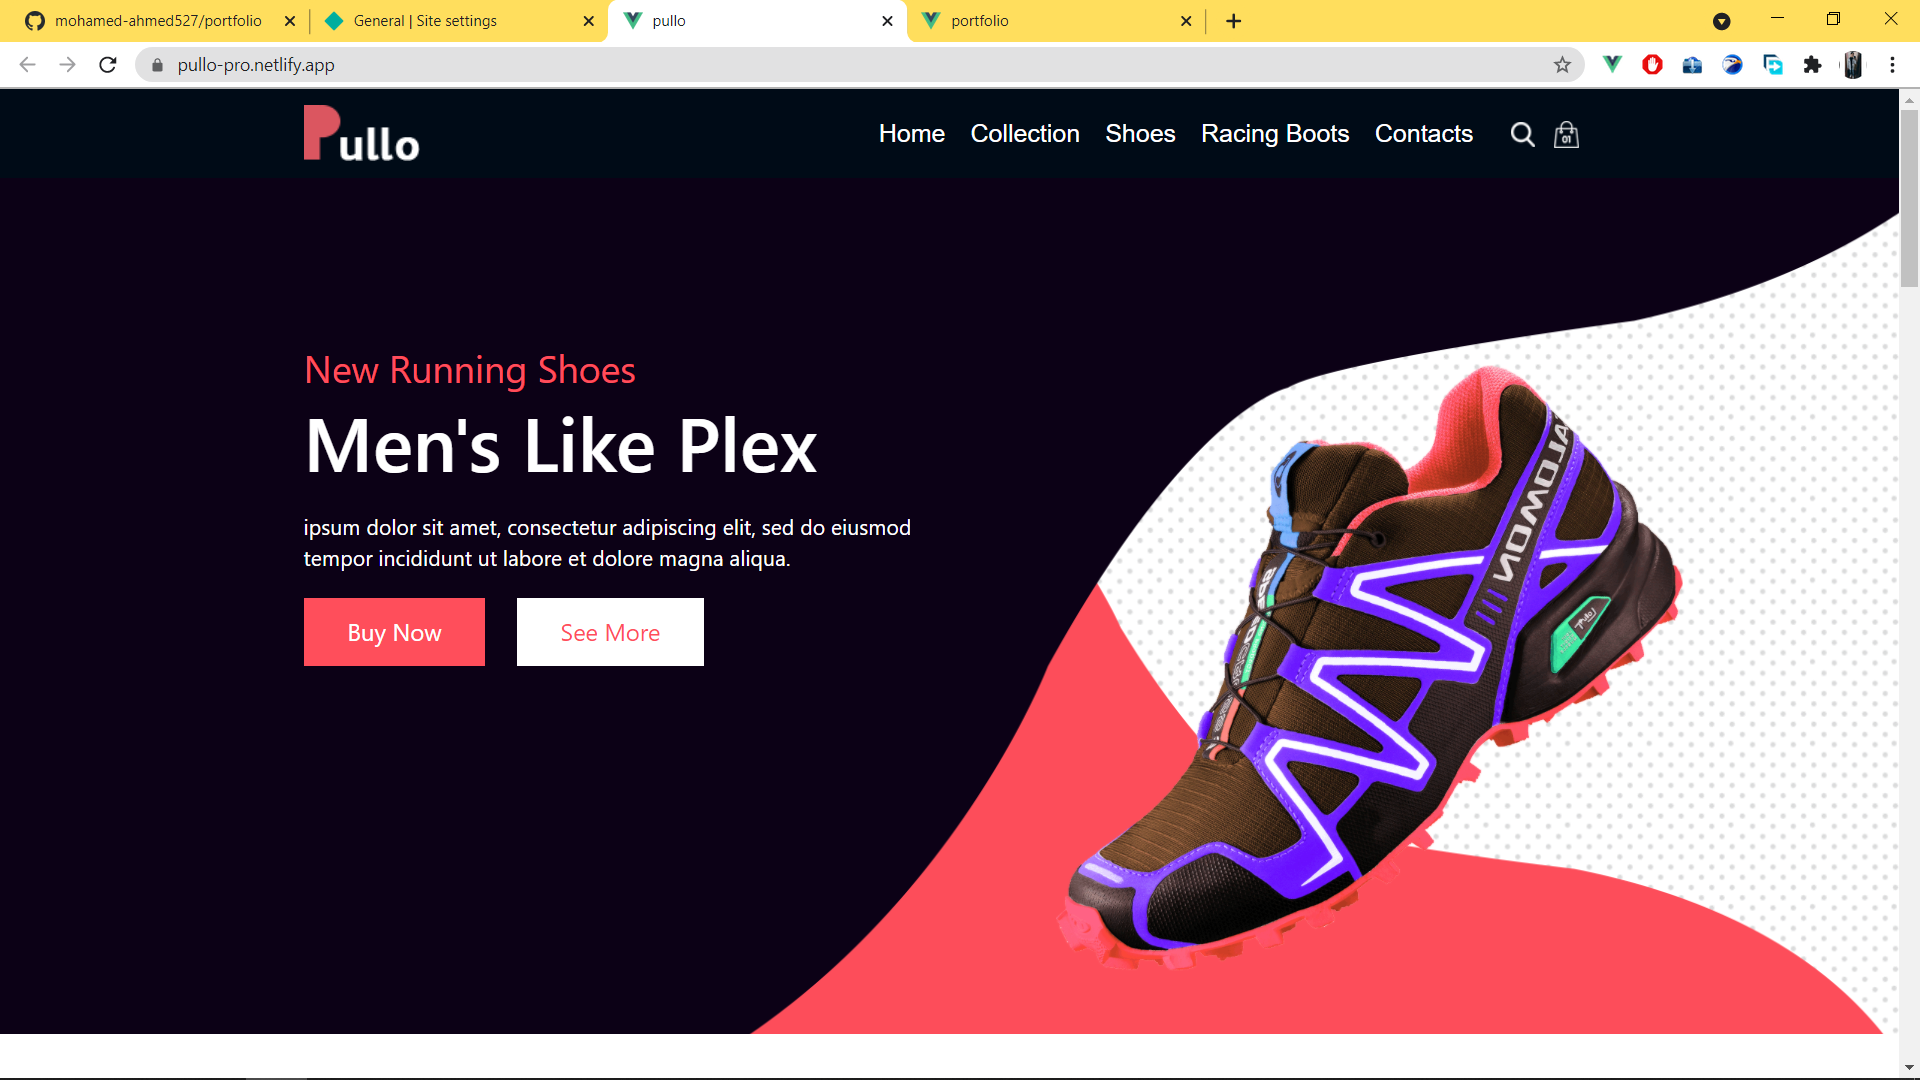 mohamed-ahmed527/portfolio
General | Site settings
pullo
portfolio
pullo-pro.netlify.app
Pullo
Home
Collection
Shoes
Racing Boots
Contacts
01
New Running Shoes
Men's Like Plex
ipsum dolor sit amet, consectetur adipiscing elit, sed do eiusmod
tempor incididunt ut labore et dolore magna aliqua.
Buy Now
See More
SALOMON